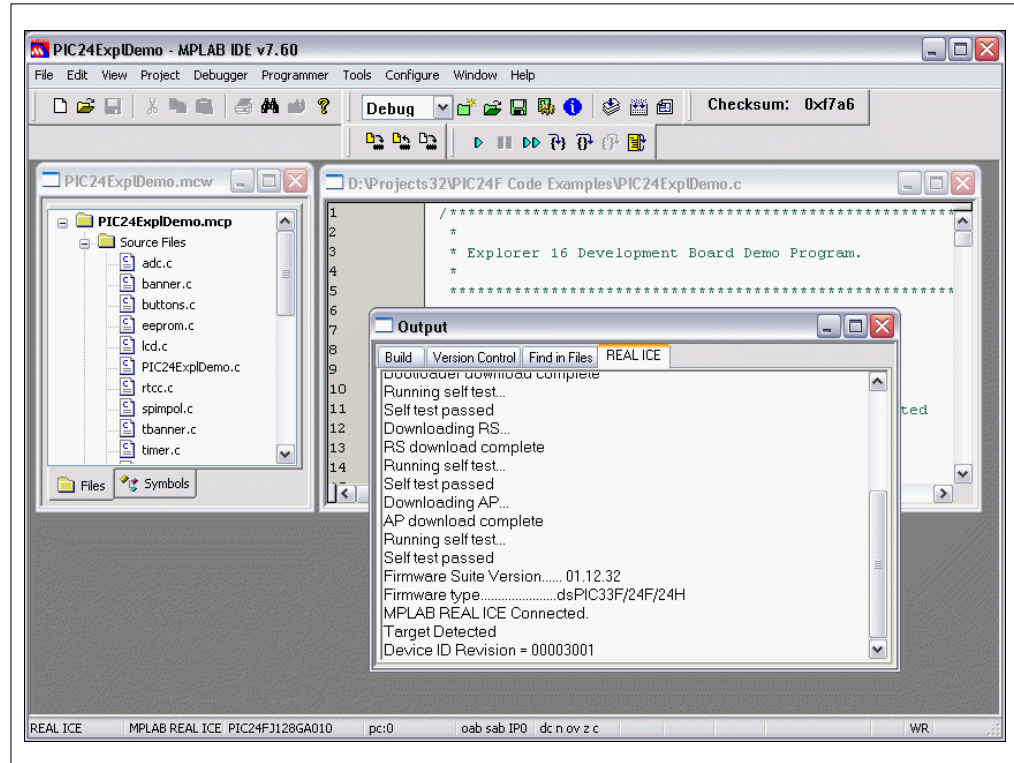 PIC24ExplDemo - MPLAB IDE v7.60
File Edit View Project Debugger Programmer Tools Configure Window Help
Debug
Checksum: 0xf7a6
PIC24ExplDemo.mcw
PIC24ExplDemo.mcp
Source Files
adc.c
banner.c
buttons.c
eeprom.c
lcd.c
PIC24ExplDemo.c
rtcc.c
spimpol.c
tbanner.c
timer.c
Files Symbols
D:\Projects32\PIC24F Code Examples\PIC24ExplDemo.c
1 /*******************************************************
2 *
3 * Explorer 16 Development Board Demo Program.
4 *
5 *******************************************************
6
7
8
9
10
11 ted
12
13
14
Output
Build Version Control Find in Files REAL ICE
Bootloader download complete
Running self test...
Self test passed
Downloading RS...
RS download complete
Running self test...
Self test passed
Downloading AP...
AP download complete
Running self test...
Self test passed
Firmware Suite Version...... 01.12.32
Firmware type......................dsPIC33F/24F/24H
MPLAB REAL ICE Connected.
Target Detected
Device ID Revision = 00003001
REAL ICE MPLAB REAL ICE PIC24FJ128GA010 pc:0 oab sab IP0 dc n ov z c WR